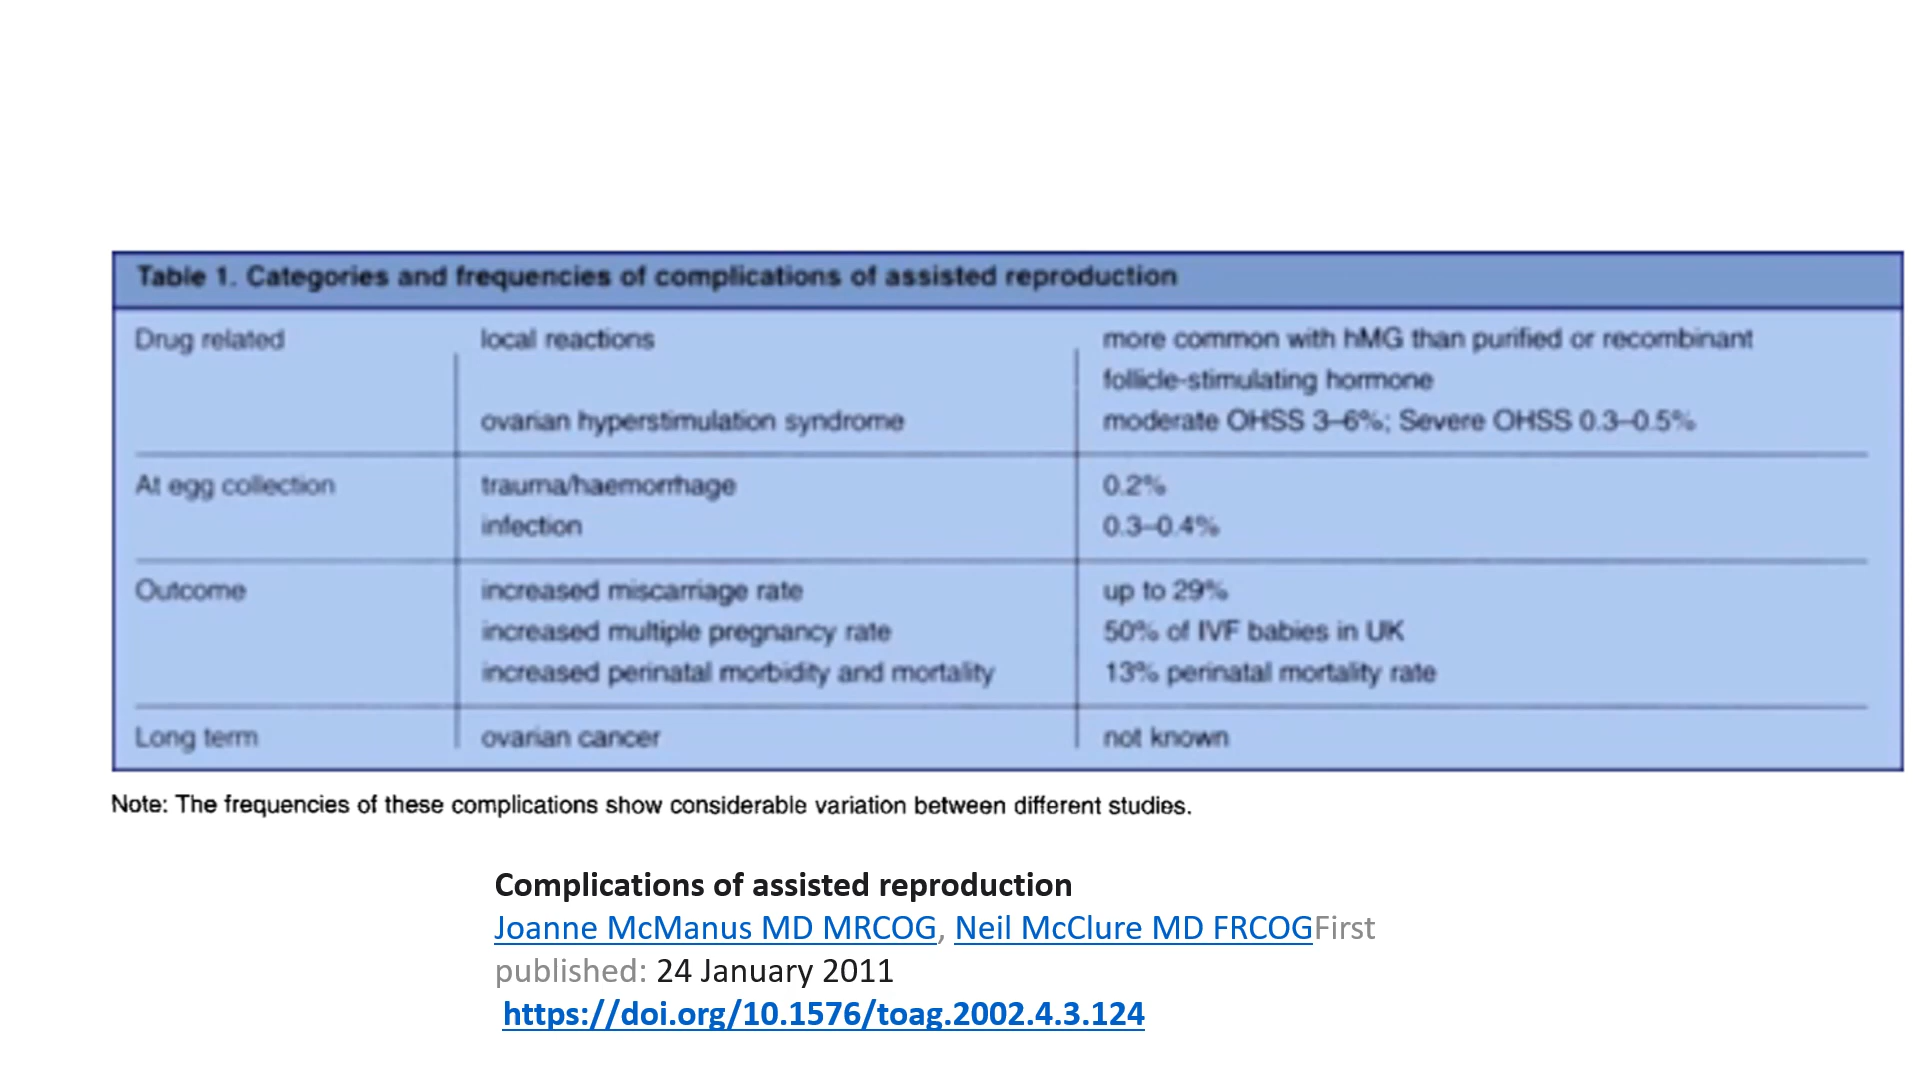 Table 1. Categories and frequencies of complications of assisted reproduction
Drug related local reactions more common with hMG than purified or recombinant
follicle-stimulating hormone
ovarian hyperstimulation syndrome moderate OHSS 3–6%; Severe OHSS 0.3–0.5%
At egg collection trauma/haemorrhage 0.2%
infection 0.3–0.4%
Outcome increased miscarriage rate up to 29%
increased multiple pregnancy rate 50% of IVF babies in UK
increased perinatal morbidity and mortality 13% perinatal mortality rate
Long term ovarian cancer not known
Note: The frequencies of these complications show considerable variation between different studies.
Complications of assisted reproduction
Joanne McManus MD MRCOG, Neil McClure MD FRCOGFirst
published: 24 January 2011
https://doi.org/10.1576/toag.2002.4.3.124